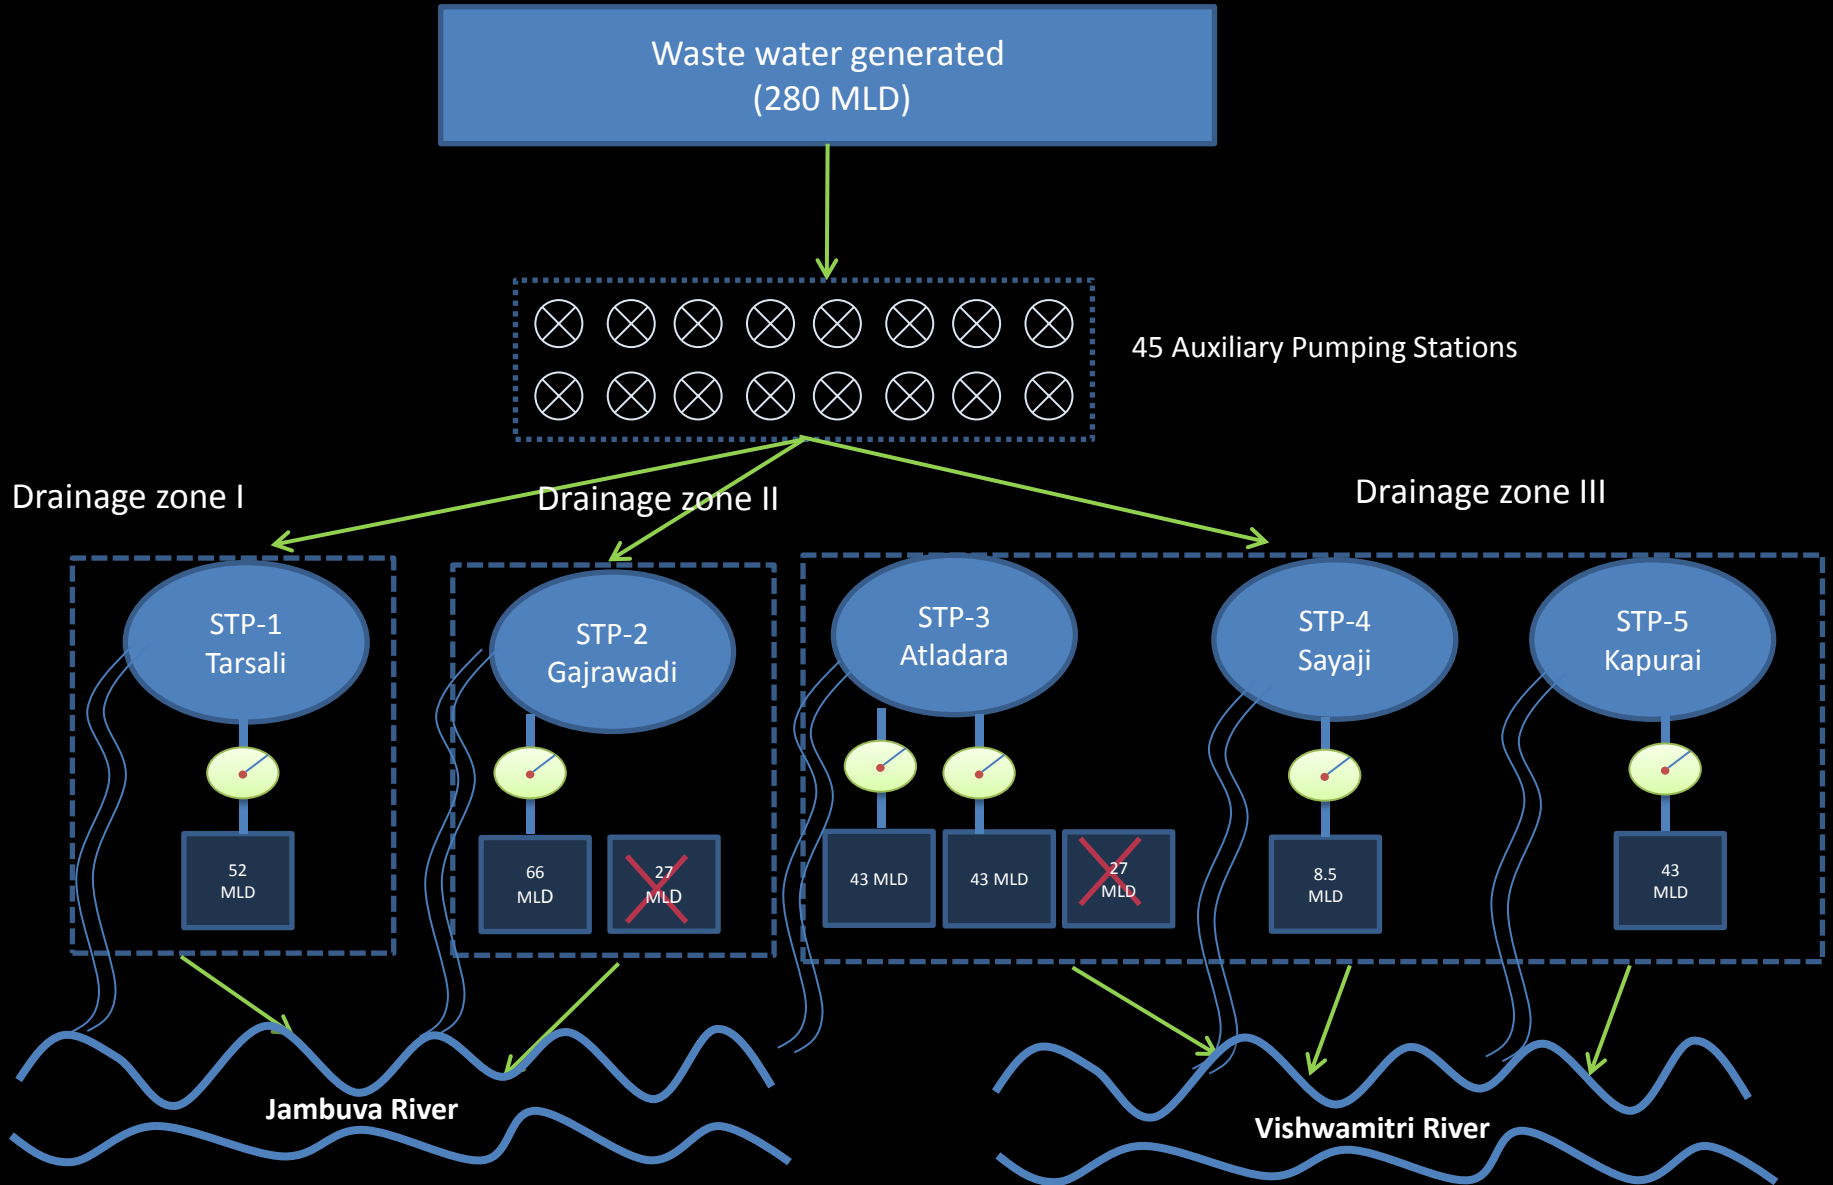 Waste water generated
(280 MLD)
45 Auxiliary Pumping Stations
Drainage zone I
Drainage zone II
Drainage zone III
STP-1
Tarsali
STP-2
Gajrawadi
STP-3
Atladara
STP-4
Sayaji
STP-5
Kapurai
52
MLD
66
MLD
27
MLD
43 MLD
43 MLD
27
MLD
8.5
MLD
43
MLD
Jambuva River
Vishwamitri River